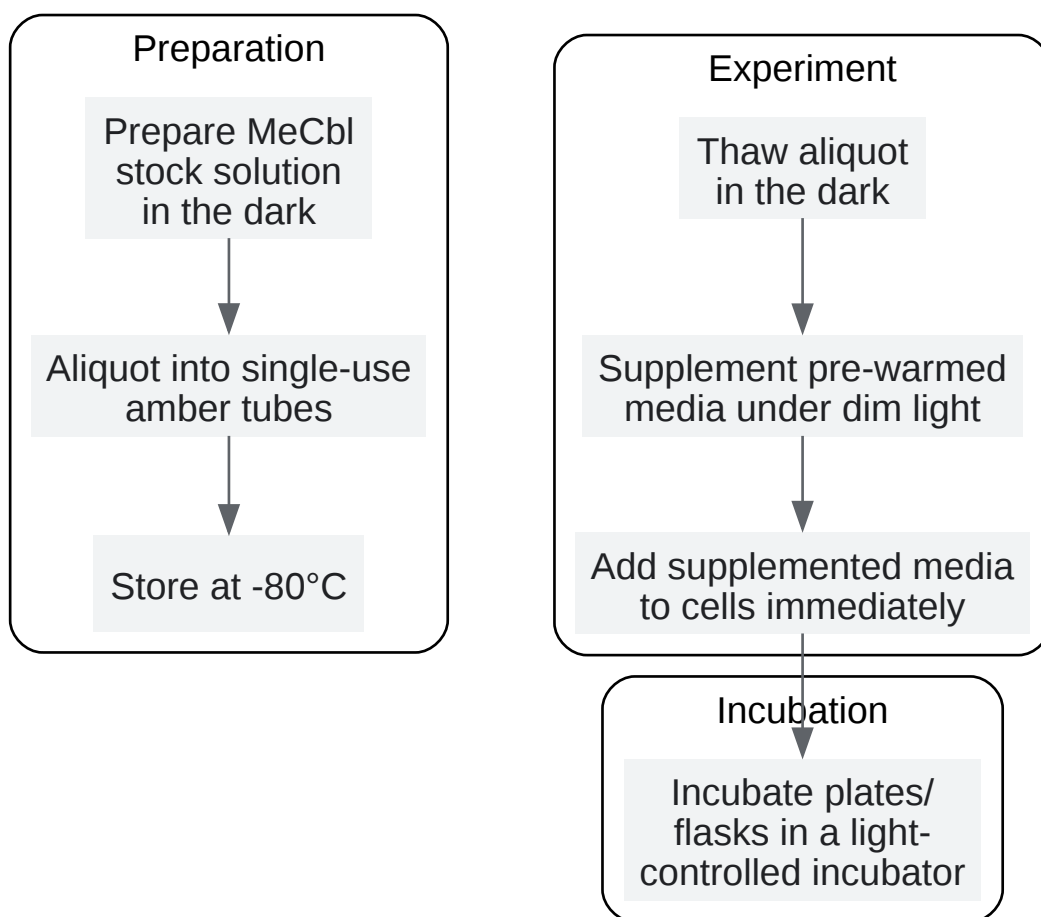 Preparation
Prepare MeCbl
stock solution
in the dark
Aliquot into single-use
amber tubes
Store at -80°C
Experiment
Thaw aliquot
in the dark
Supplement pre-warmed
media under dim light
Add supplemented media
to cells immediately
Incubation
Incubate plates/
flasks in a light-
controlled incubator